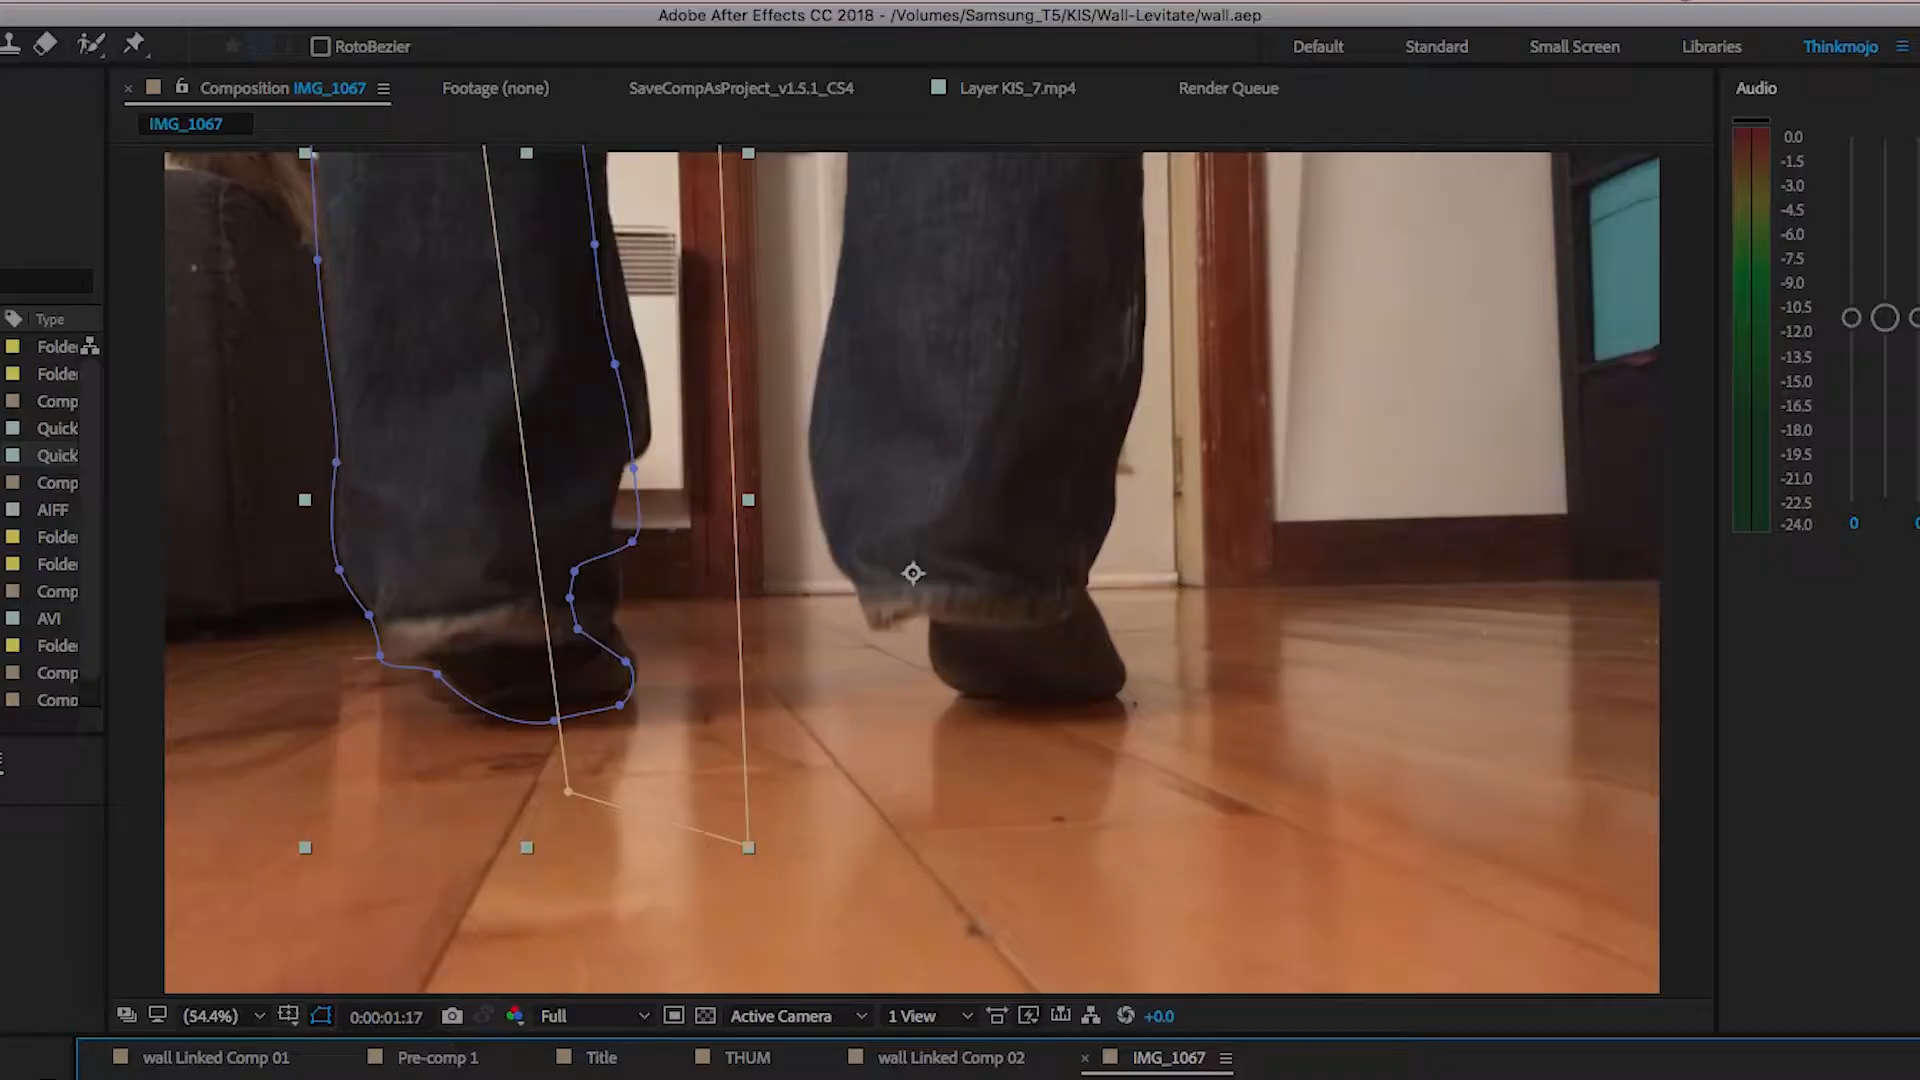 Adobe After Effects CC 2018 - /Volumes/Samsung_T5/KIS/Wall-Levitate/wall.aep
RotoBezier
Default Standard Small Screen Libraries Thinkmojo
Composition IMG_1067 Footage (none) SaveCompAsProject_v1.5.1_CS4 Layer KIS_7.mp4 Render Queue
Audio
IMG_1067
0.0
-1.5
-3.0
-4.5
-6.0
-7.5
-9.0
-10.5
-12.0
-13.5
-15.0
-16.5
-18.0
-19.5
-21.0
-22.5
-24.0
0 0
Type
Folde
Folde
Comp
Quick
Quick
Comp
AIFF
Folde
Folde
Comp
AVI
Folde
Comp
Comp
(54.4%) 0:00:01:17 Full Active Camera 1 View +0.0
wall Linked Comp 01 Pre-comp 1 Title THUM wall Linked Comp 02 IMG_1067